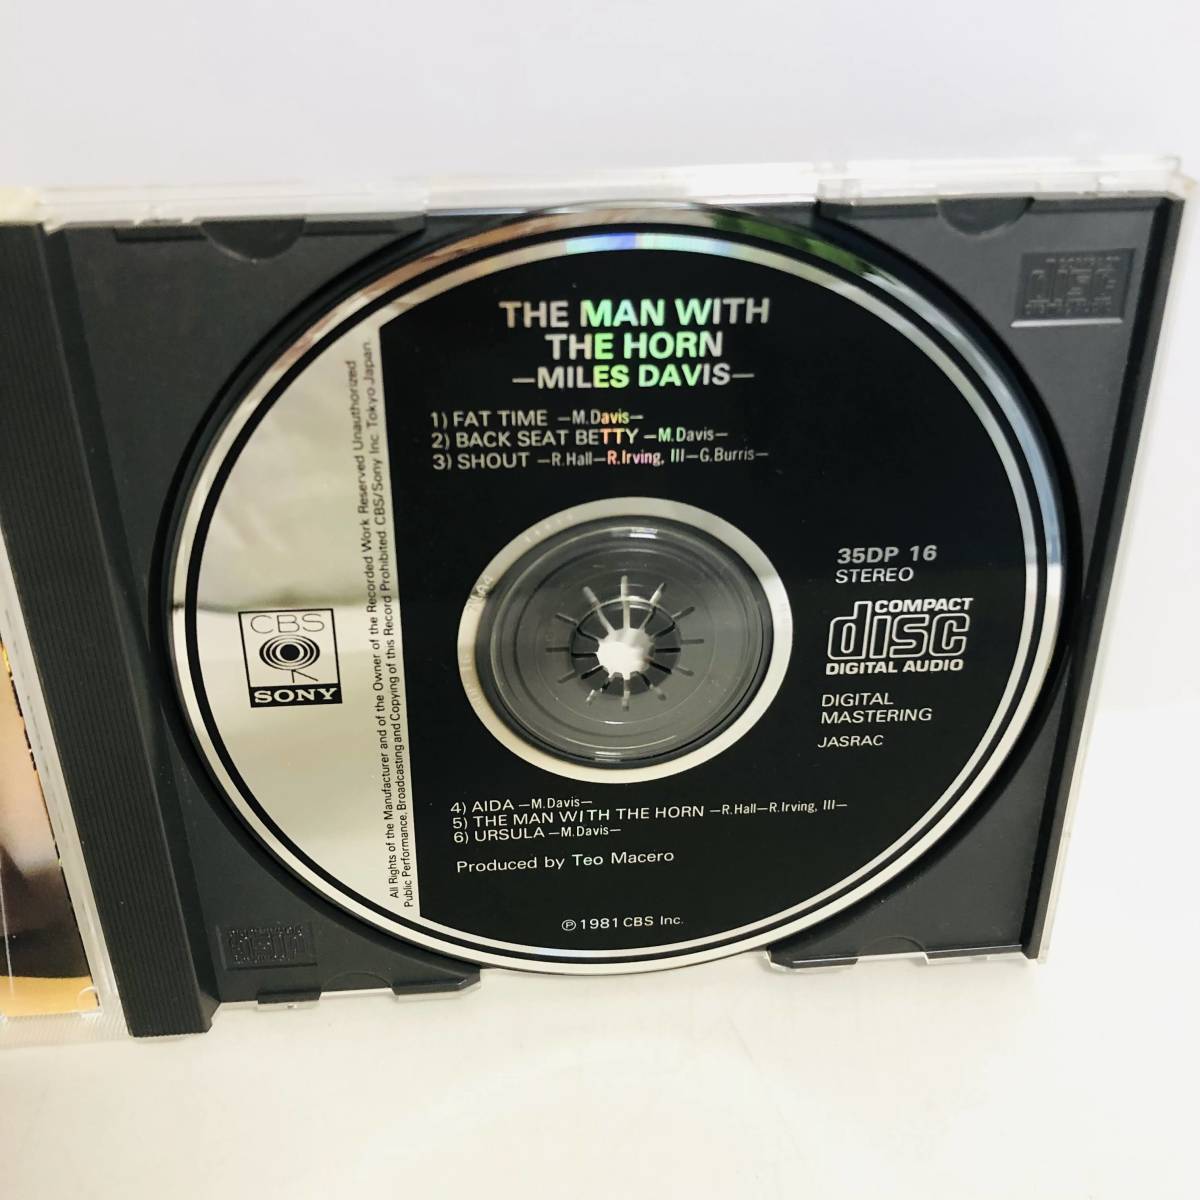 THE MAN WITH
THE HORN
—MILES DAVIS—
1) FAT TIME —M.Davis—
2) BACK SEAT BETTY —M.Davis—
3) SHOUT —R.Hall—R.Irving, III—G.Burris—
35DP 16
STEREO
COMPACT
disc
DIGITAL AUDIO
DIGITAL
MASTERING
JASRAC
CBS
SONY
All Rights of the Manufacturer and of the Owner of the Recorded Work Reserved Unauthorized
Public Performance, Broadcasting and Copying of this Record Prohibited CBS/Sony Inc. Tokyo Japan.
4) AIDA —M.Davis—
5) THE MAN WITH THE HORN —R.Hall—R.Irving, III—
6) URSULA —M.Davis—
Produced by Teo Macero
℗ 1981 CBS Inc.